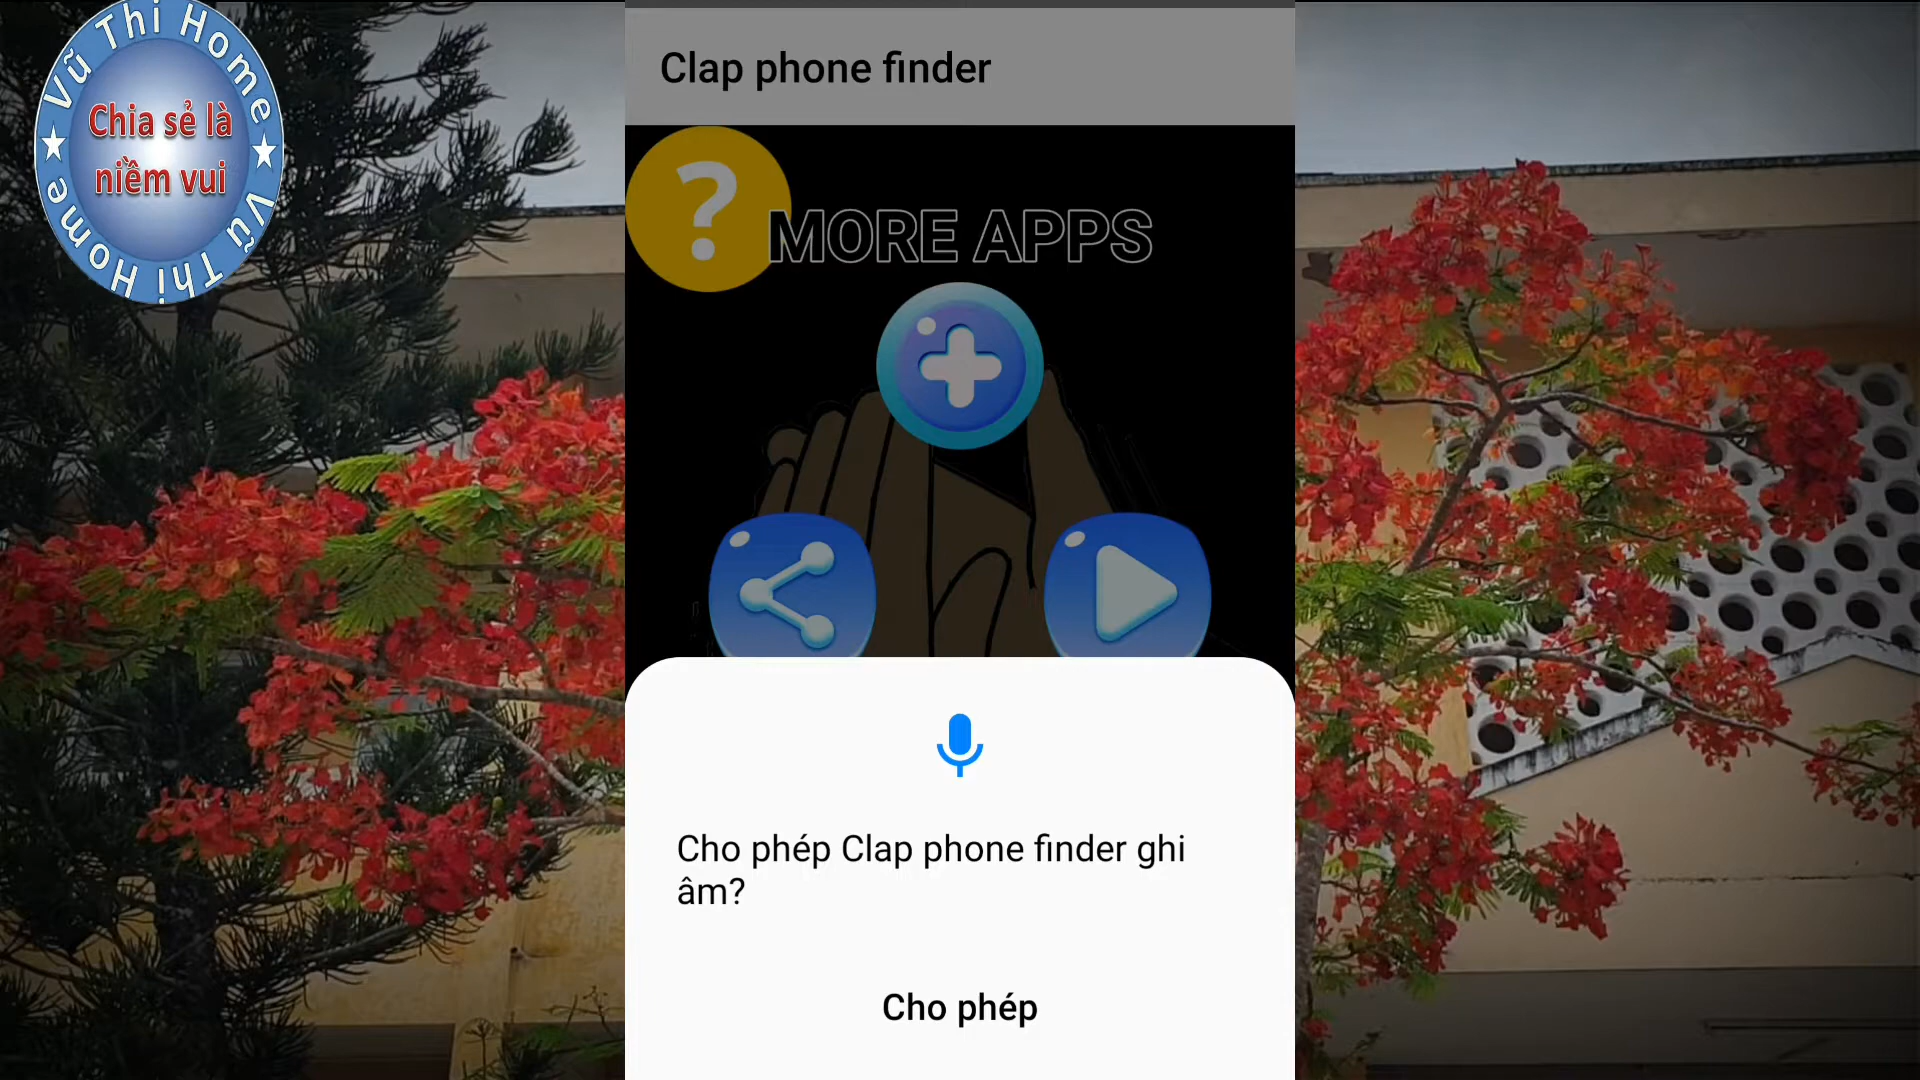 Vũ Thi Home
Chia sẻ là
niềm vui
Vũ Thi Home
Clap phone finder
?
MORE APPS
Cho phép Clap phone finder ghi
âm?
Cho phép